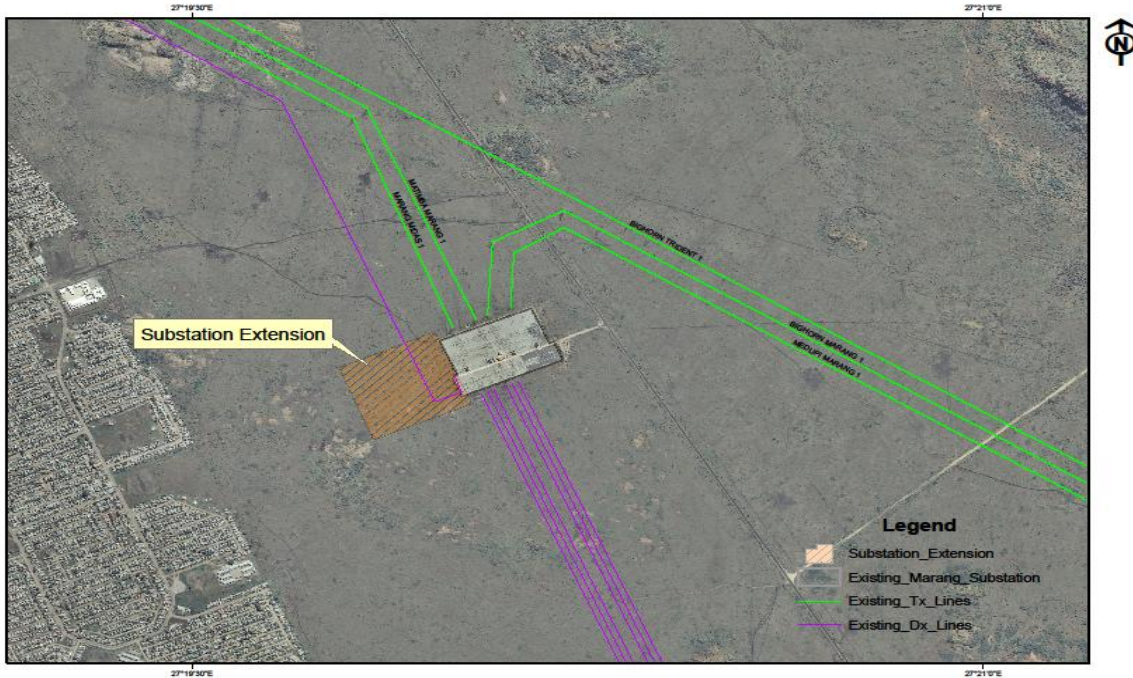 27°19'30"E
27°21'0"E
N
MATIMBA MARANG 1
MARANG MIDAS 1
BIGHORN TRIDENT 1
BIGHORN MARANG 1
MEDUPI MARANG 1
Substation Extension
Legend
Substation_Extension
Existing_Marang_Substation
Existing_Tx_Lines
Existing_Dx_Lines
27°19'30"E
27°21'0"E